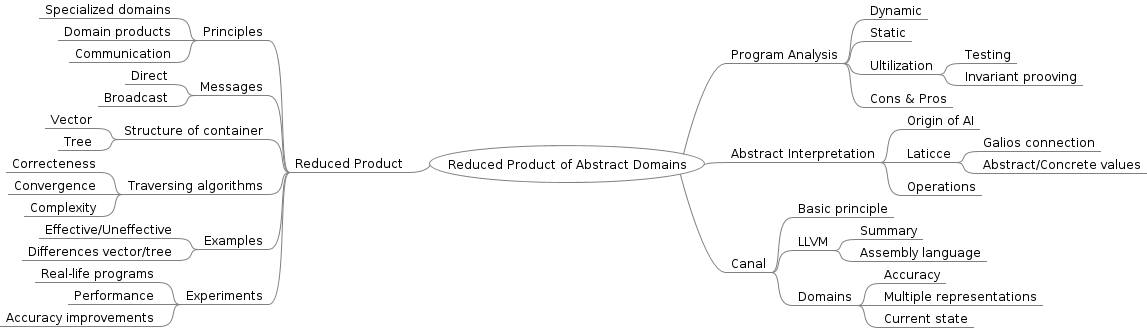 Reduced Product of Abstract Domains
Program Analysis
Dynamic
Static
Ultilization
Testing
Invariant prooving
Cons & Pros
Abstract Interpretation
Origin of AI
Laticce
Galios connection
Abstract/Concrete values
Operations
Canal
Basic principle
LLVM
Summary
Assembly language
Domains
Accuracy
Multiple representations
Current state
Reduced Product
Principles
Specialized domains
Domain products
Communication
Messages
Direct
Broadcast
Structure of container
Vector
Tree
Traversing algorithms
Correcteness
Convergence
Complexity
Examples
Effective/Uneffective
Differences vector/tree
Experiments
Real-life programs
Performance
Accuracy improvements